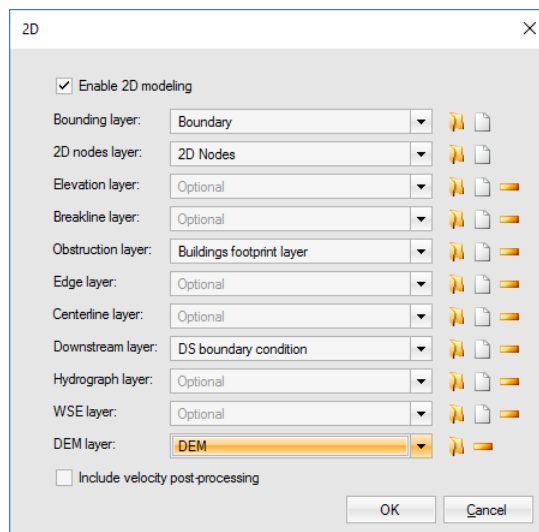 2D
Enable 2D modeling
Bounding layer: Boundary
2D nodes layer: 2D Nodes
Elevation layer: Optional
Breakline layer: Optional
Obstruction layer: Buildings footprint layer
Edge layer: Optional
Centerline layer: Optional
Downstream layer: DS boundary condition
Hydrograph layer: Optional
WSE layer: Optional
DEM layer: DEM
Include velocity post-processing
OK Cancel